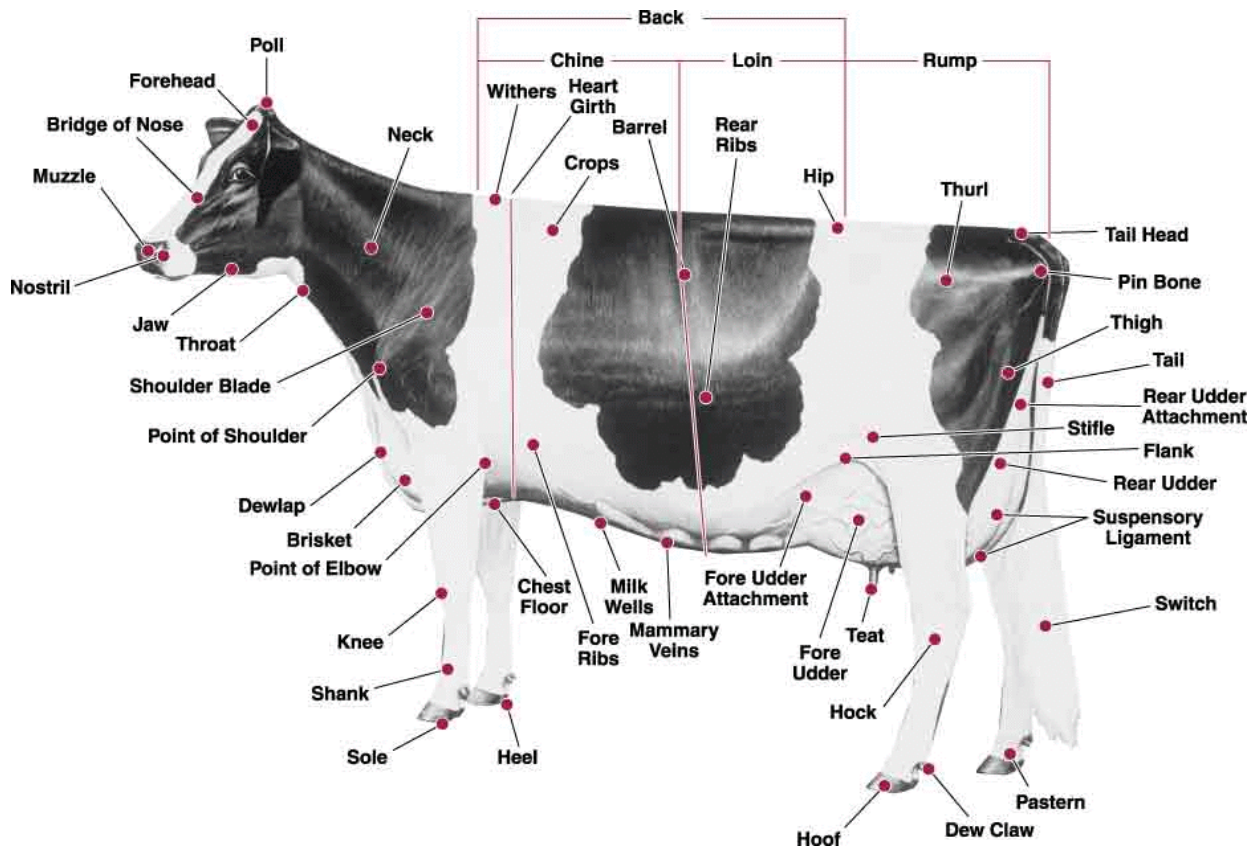 Back
Chine
Loin
Rump
Poll
Forehead
Bridge of Nose
Muzzle
Nostril
Jaw
Throat
Neck
Withers
Heart
Girth
Crops
Barrel
Rear
Ribs
Hip
Thurl
Tail Head
Pin Bone
Thigh
Tail
Rear Udder
Attachment
Stifle
Flank
Rear Udder
Suspensory
Ligament
Switch
Shoulder Blade
Point of Shoulder
Dewlap
Brisket
Point of Elbow
Chest
Floor
Fore
Ribs
Milk
Wells
Mammary
Veins
Fore Udder
Attachment
Fore
Udder
Teat
Knee
Shank
Sole
Heel
Hock
Hoof
Dew Claw
Pastern